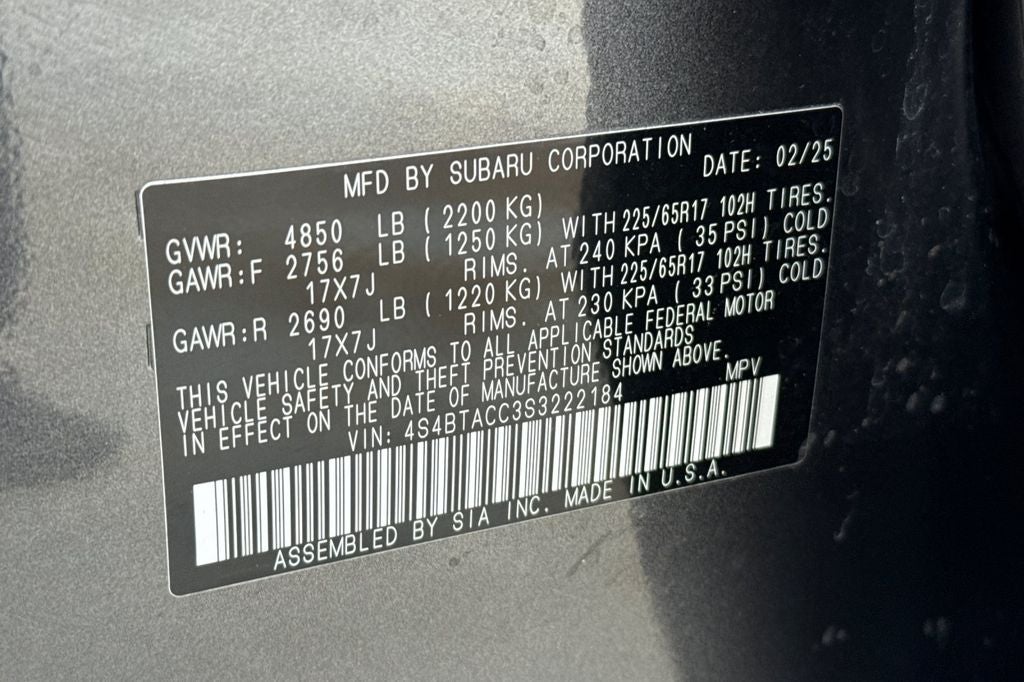 MFD BY SUBARU CORPORATION DATE: 02/25
GVWR: 4850 LB ( 2200 KG)
GAWR:F 2756 LB ( 1250 KG) WITH 225/65R17 102H TIRES.
17X7J RIMS. AT 240 KPA ( 35 PSI) COLD
GAWR:R 2690 LB ( 1220 KG) WITH 225/65R17 102H TIRES.
17X7J RIMS. AT 230 KPA ( 33 PSI) COLD
THIS VEHICLE CONFORMS TO ALL APPLICABLE FEDERAL MOTOR
VEHICLE SAFETY AND THEFT PREVENTION STANDARDS
IN EFFECT ON THE DATE OF MANUFACTURE SHOWN ABOVE.
VIN: 4S4BTACC3S3222184 MPV
ASSEMBLED BY SIA INC. MADE IN U.S.A.